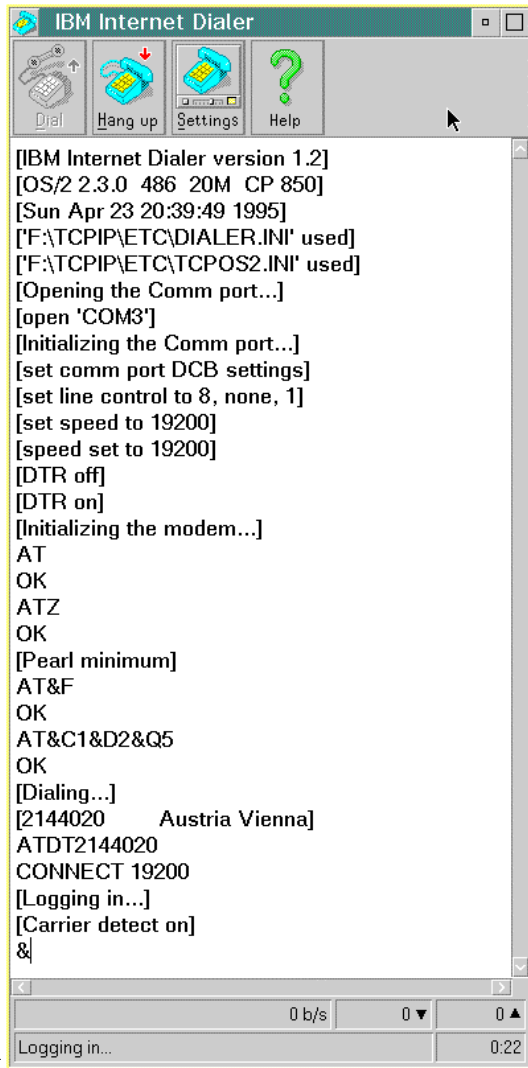 IBM Internet Dialer
Dial Hang up Settings Help
[IBM Internet Dialer version 1.2]
[OS/2 2.3.0 486 20M CP 850]
[Sun Apr 23 20:39:49 1995]
['F:\TCPIP\ETC\DIALER.INI' used]
['F:\TCPIP\ETC\TCPOS2.INI' used]
[Opening the Comm port...]
[open 'COM3']
[Initializing the Comm port...]
[set comm port DCB settings]
[set line control to 8, none, 1]
[set speed to 19200]
[speed set to 19200]
[DTR off]
[DTR on]
[Initializing the modem...]
AT
OK
ATZ
OK
[Pearl minimum]
AT&F
OK
AT&C1&D2&Q5
OK
[Dialing...]
[2144020 Austria Vienna]
ATDT2144020
CONNECT 19200
[Logging in...]
[Carrier detect on]
&
0 b/s 0 ▼ 0 ▲
Logging in... 0:22